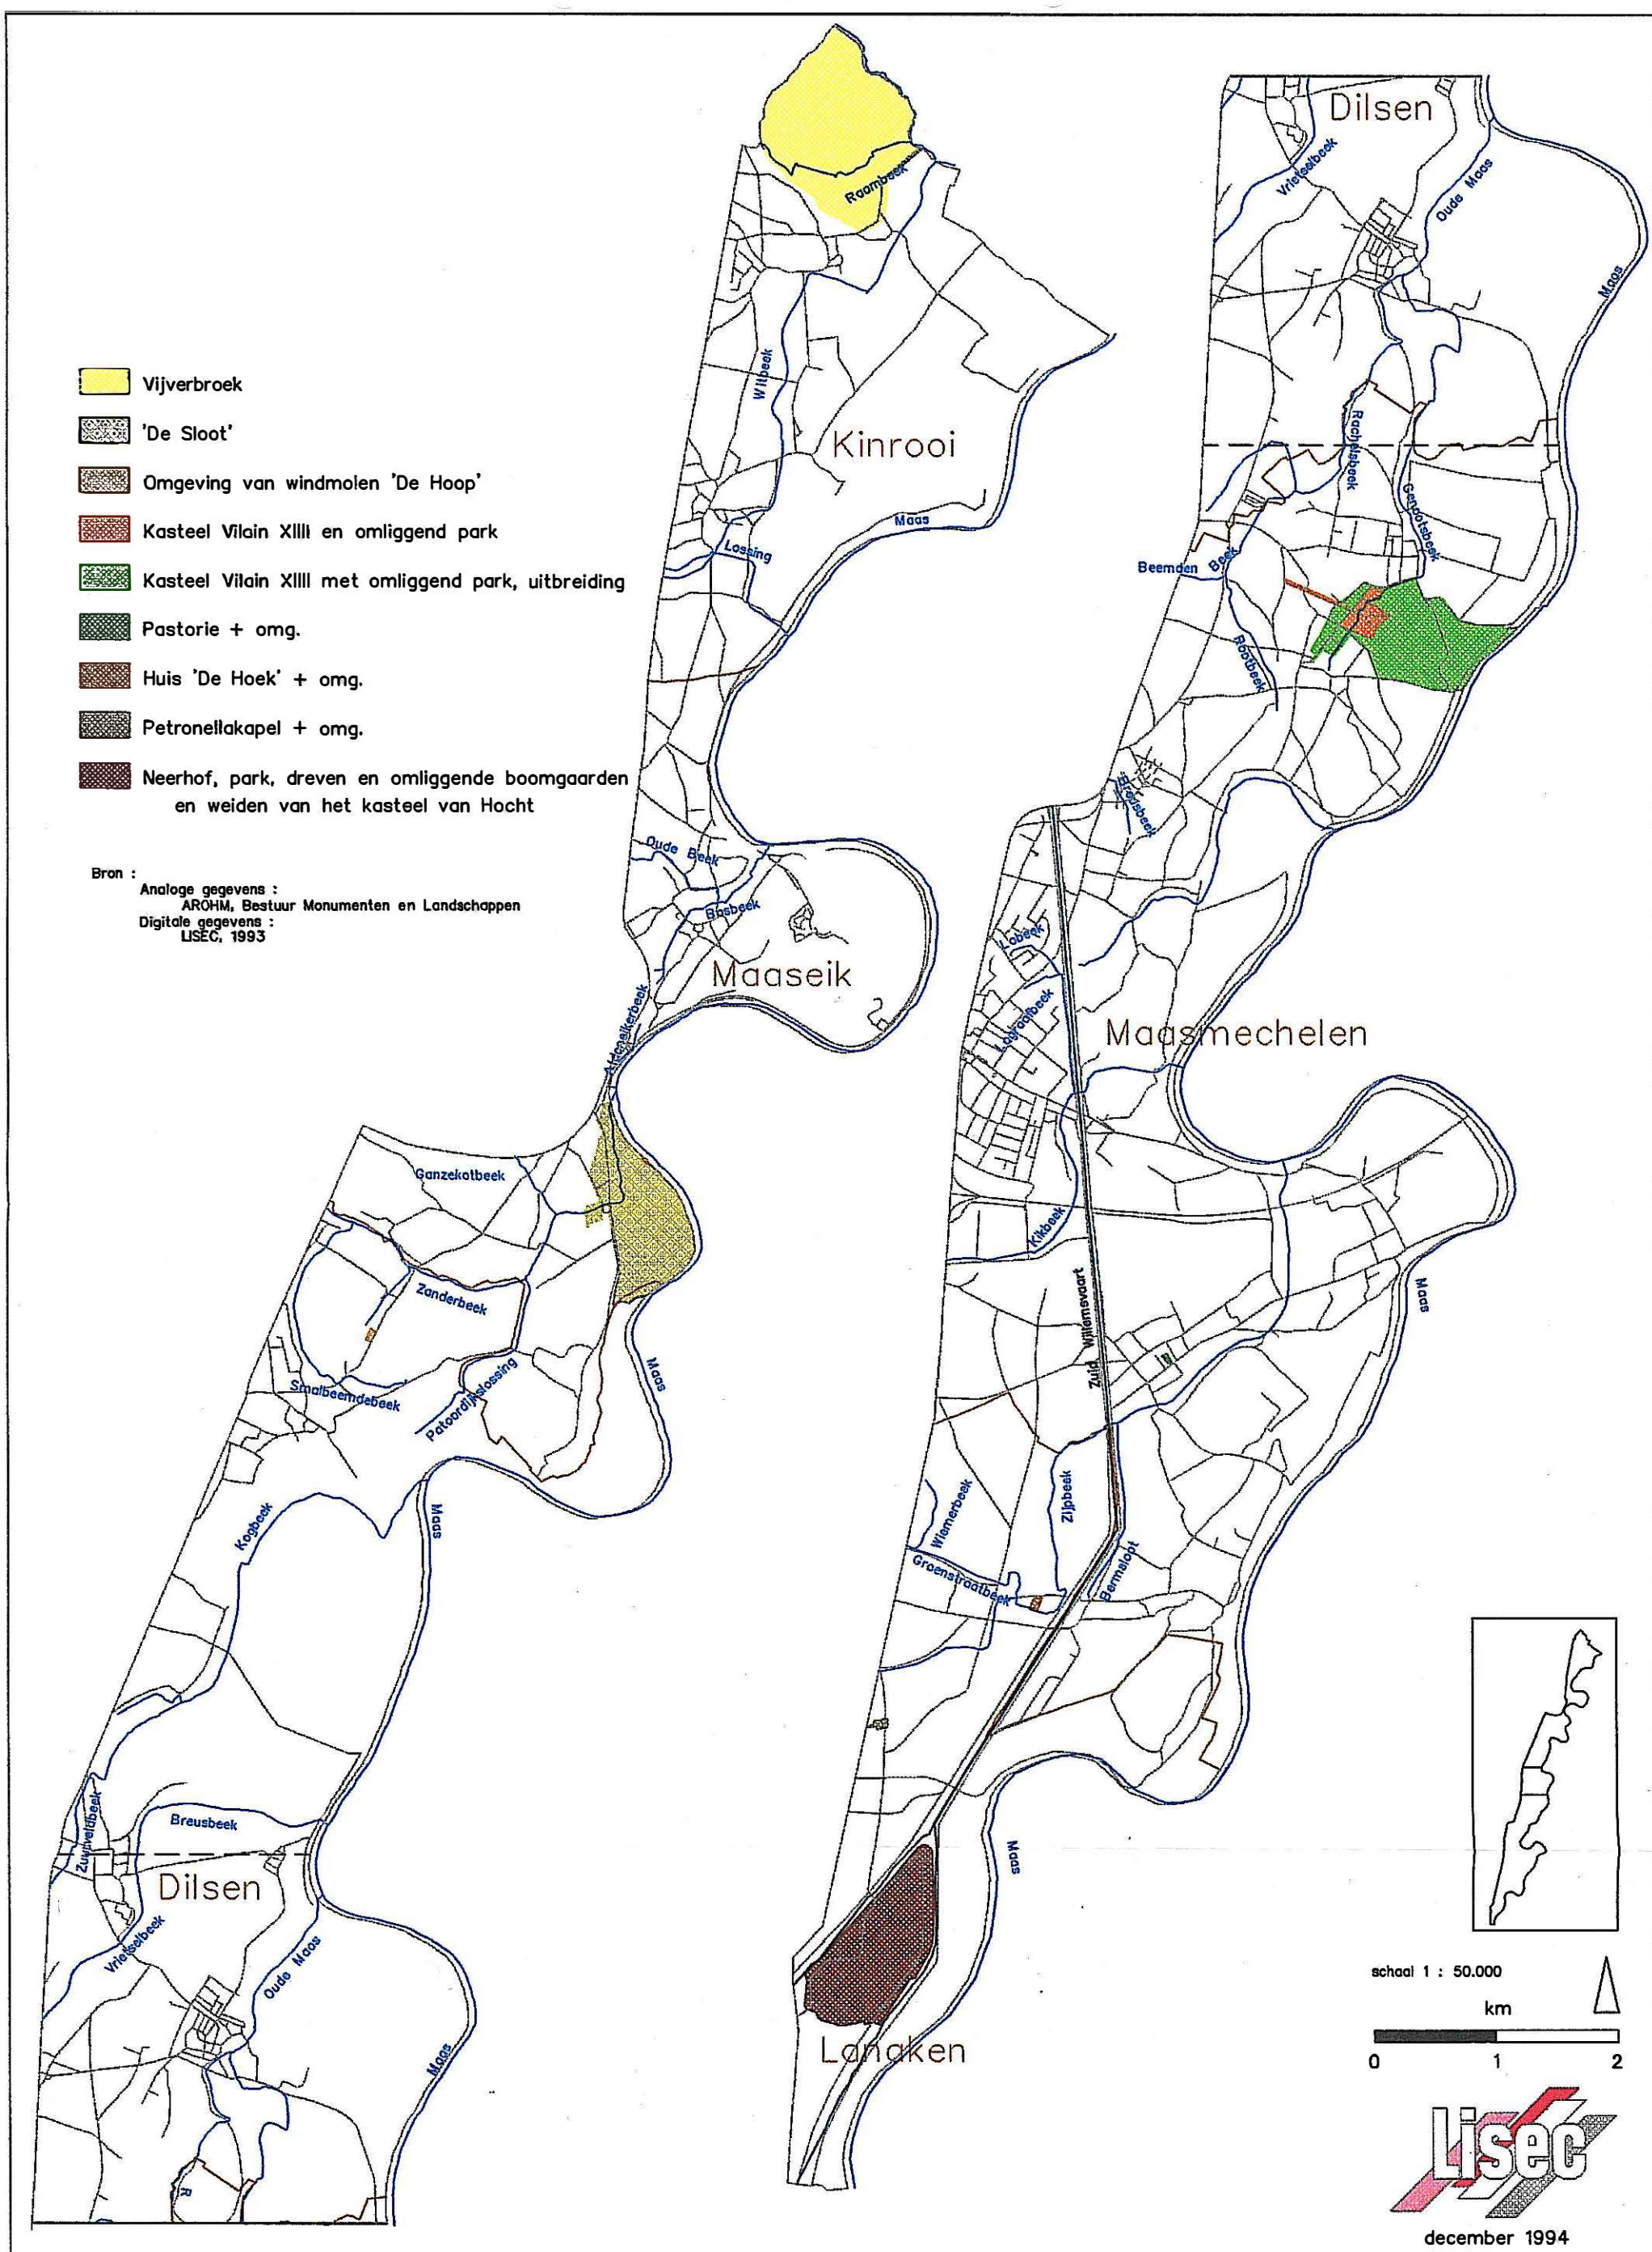 Vijverbroek
'De Sloot'
Omgeving van windmolen 'De Hoop'
Kasteel Vilain XIIII en omliggend park
Kasteel Vilain XIIII met omliggend park, uitbreiding
Pastorie + omg.
Huis 'De Hoek' + omg.
Petronellakapel + omg.
Neerhof, park, dreven en omliggende boomgaarden
en weiden van het kasteel van Hocht
Bron :
Analoge gegevens :
AROHM, Bestuur Monumenten en Landschappen
Digitale gegevens :
LISEC, 1993
Raambeek
Witbeek
Kinrooi
Maas
Lossing
Oude Beek
Bosbeek
Maaseik
Aldeneikerbeek
Ganzekotbeek
Zanderbeek
Maas
Smalbeemdebeek
Patoordijkslossing
Kogbeek
Maas
Zuurveldbeek
Breusbeek
Dilsen
Vrietselbeek
Oude Maas
Maas
R
Dilsen
Vrietselbeek
Oude Maas
Maas
Rachelsbeek
Genootsbeek
Beemden Beek
Rootbeek
Breusbeek
Lobeek
Logroolbeek
Maasmechelen
Kikbeek
Zuid Willemsvaart
Maas
Wiemerbeek
Zijpbeek
Groenstraatbeek
Bermsloot
Maas
Lanaken
schaal 1 : 50.000
km
0 1 2
Lisec
december 1994